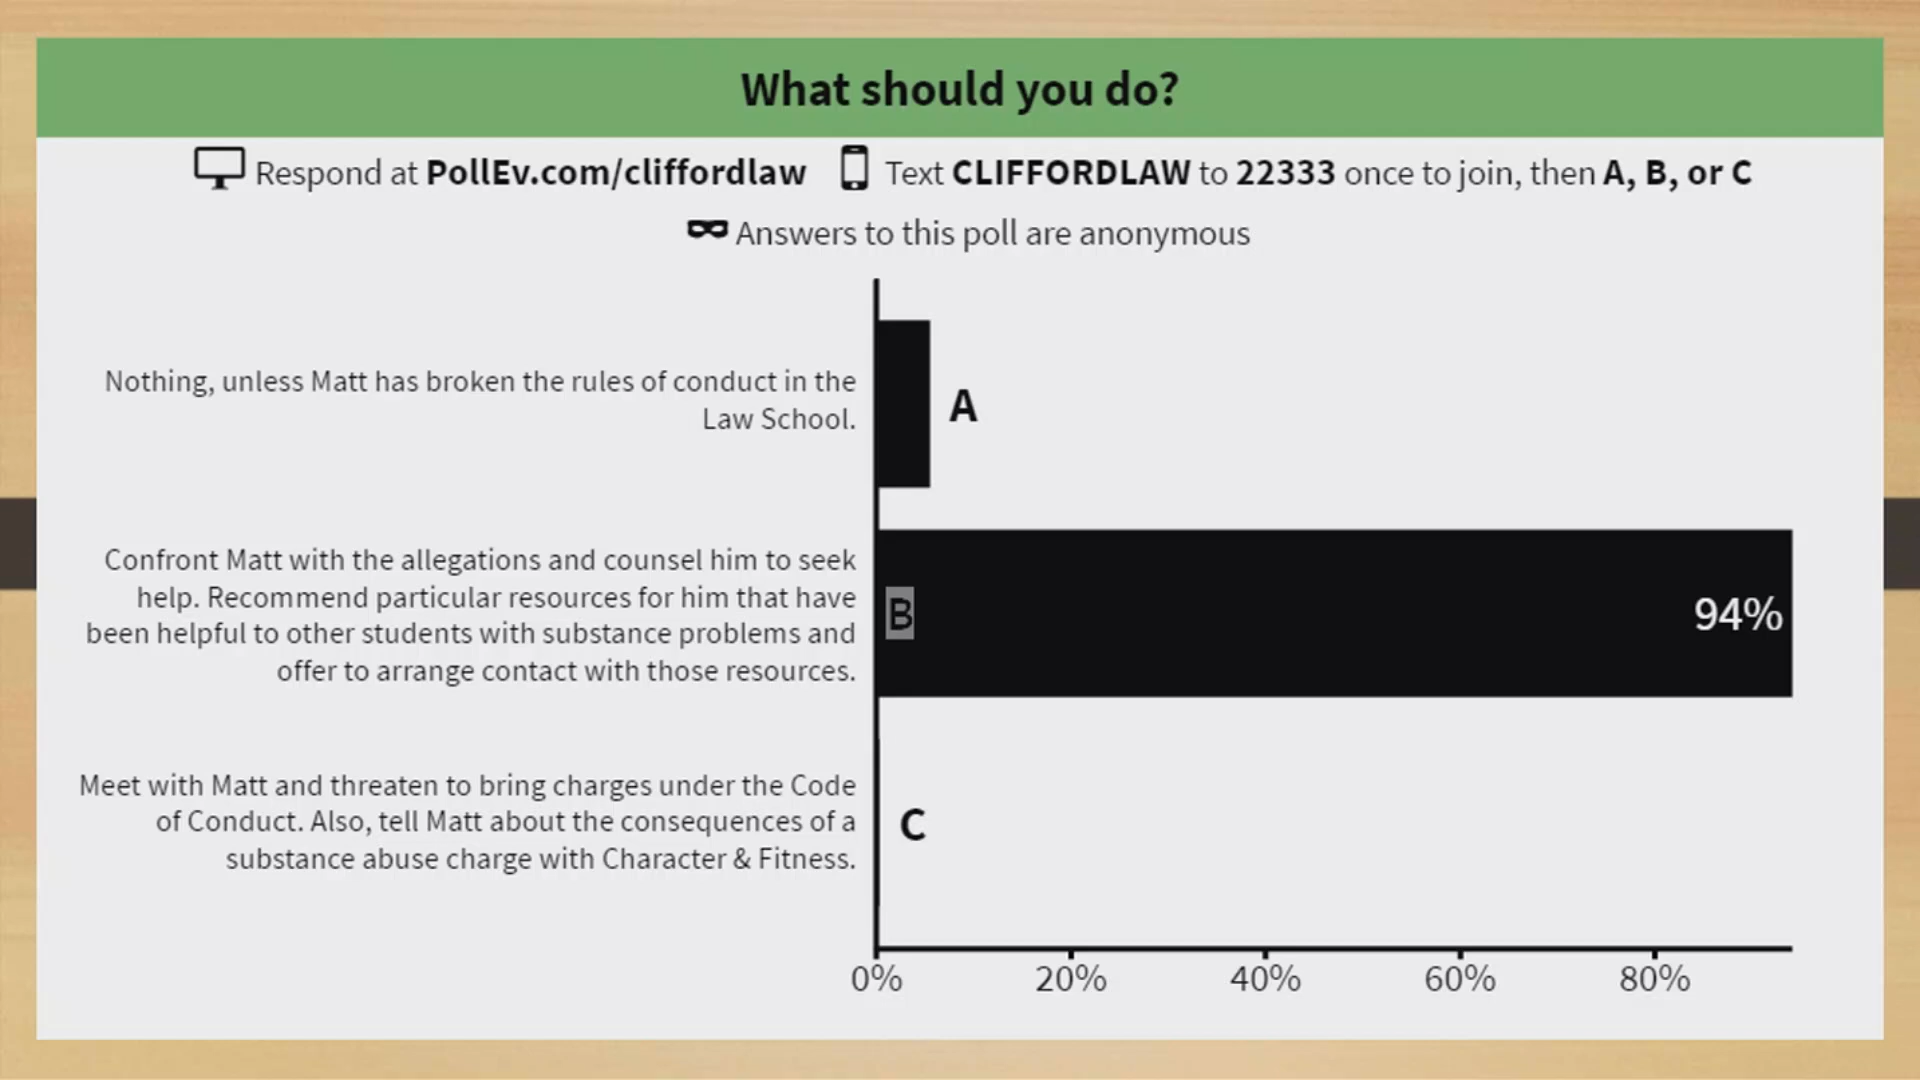 What should you do?
Respond at PollEv.com/cliffordlaw Text CLIFFORDLAW to 22333 once to join, then A, B, or C
Answers to this poll are anonymous
Nothing, unless Matt has broken the rules of conduct in the
Law School.
A
Confront Matt with the allegations and counsel him to seek
help. Recommend particular resources for him that have
been helpful to other students with substance problems and
offer to arrange contact with those resources.
B
94%
Meet with Matt and threaten to bring charges under the Code
of Conduct. Also, tell Matt about the consequences of a
substance abuse charge with Character & Fitness.
C
0% 20% 40% 60% 80%